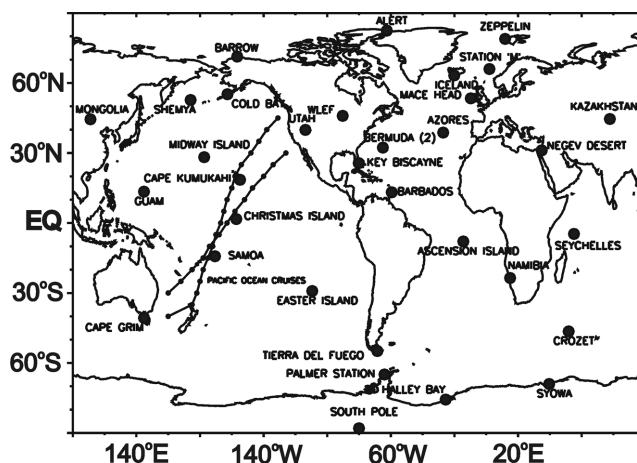 ALERT
ZEPPELIN
BARROW
STATION "M"
60°N
ICELAND
MACE HEAD
MONGOLIA
SHEMYA
COLD BAY
WLEF
UTAH
AZORES
KAZAKHSTAN
BERMUDA (2)
30°N
MIDWAY ISLAND
NEGEV DESERT
KEY BISCAYNE
CAPE KUMUKAHI
GUAM
BARBADOS
EQ
CHRISTMAS ISLAND
SAMOA
ASCENSION ISLAND
SEYCHELLES
NAMIBIA
PACIFIC OCEAN CRUISES
30°S
EASTER ISLAND
CAPE GRIM
CROZET
TIERRA DEL FUEGO
60°S
PALMER STATION
HALLEY BAY
SYOWA
SOUTH POLE
140°E
140°W
60°W
20°E